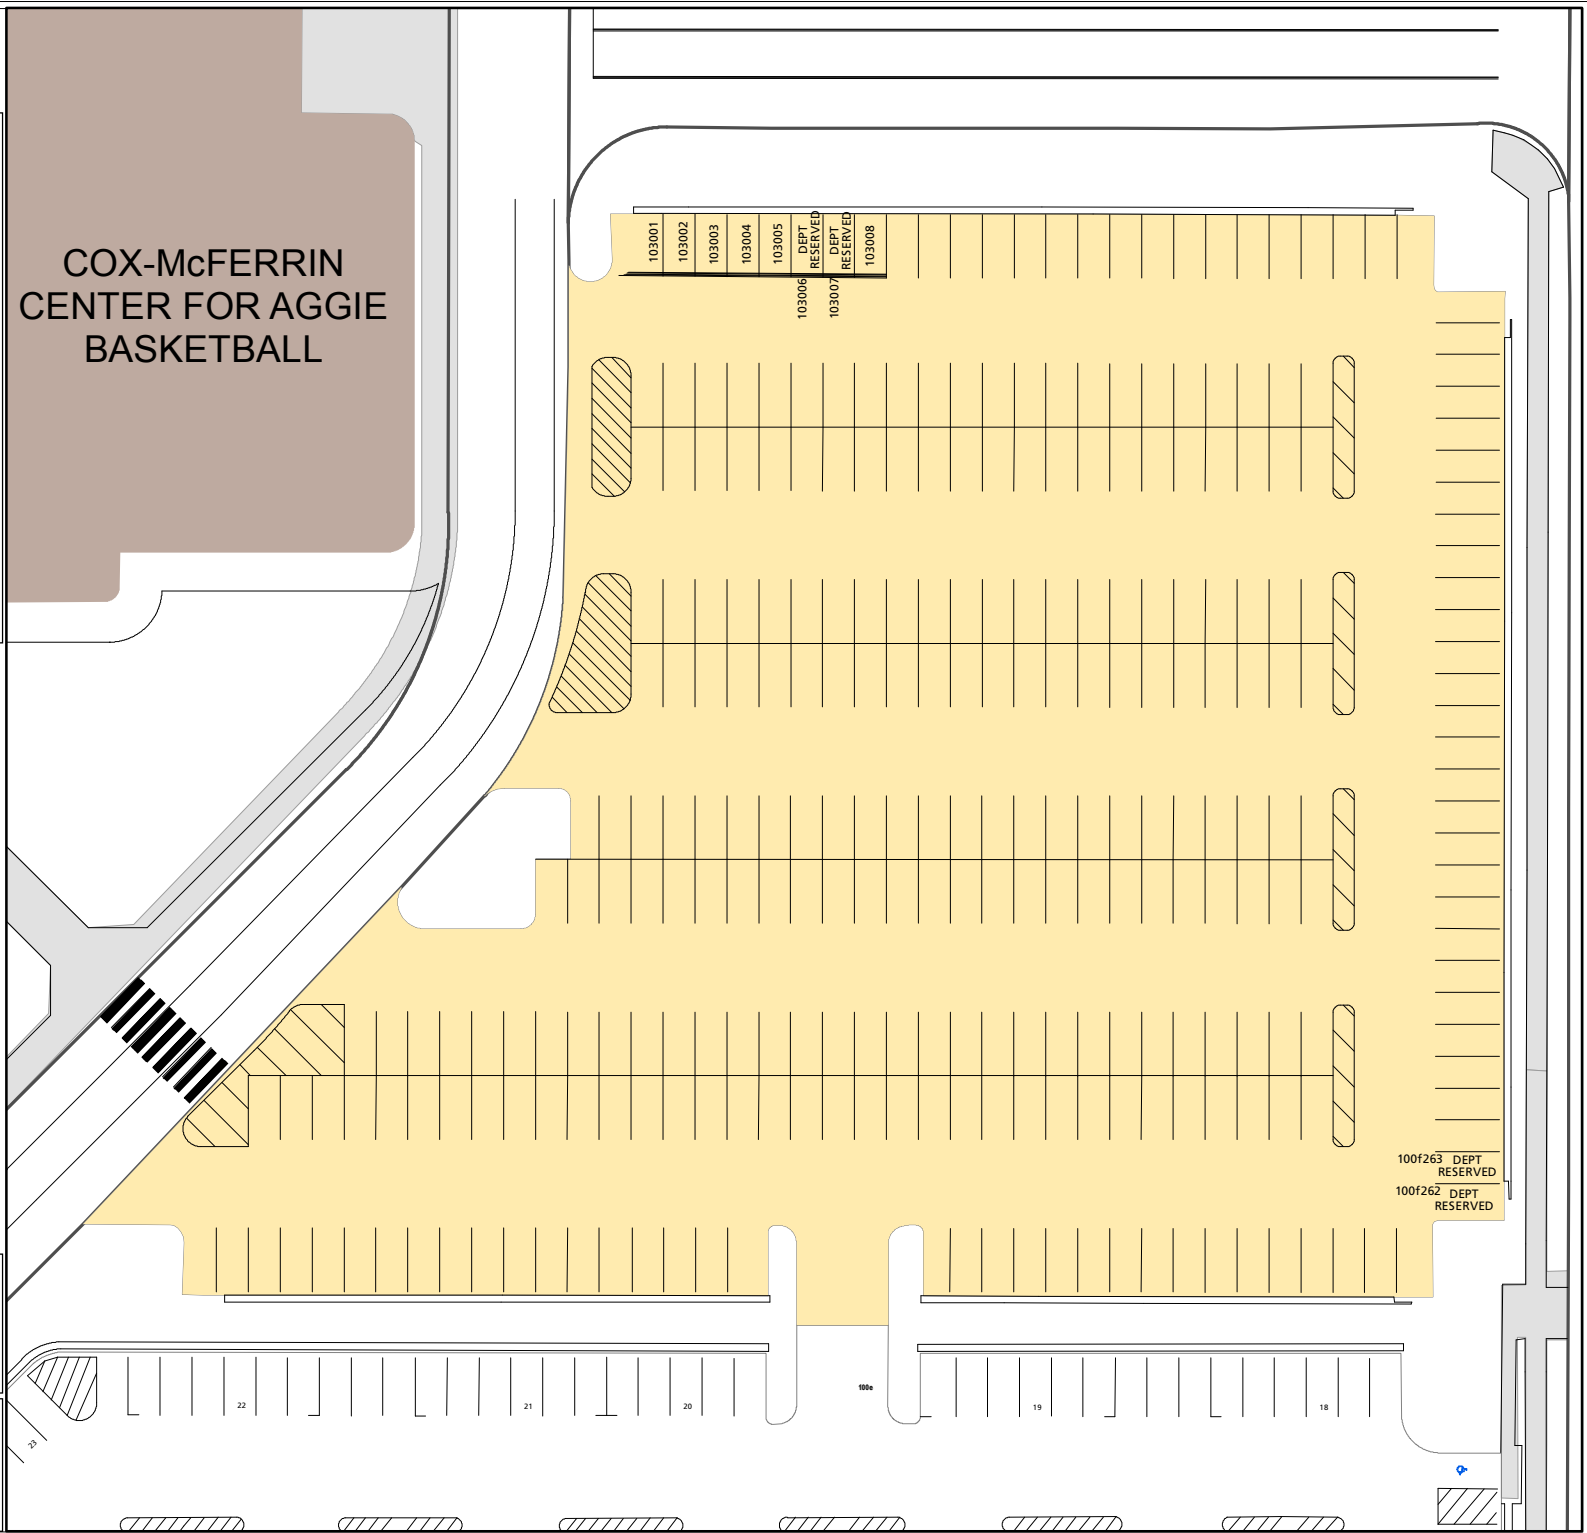 COX-McFERRIN
CENTER FOR AGGIE
BASKETBALL
103001
103002
103003
103004
103005
DEPT
RESERVED
DEPT
RESERVED
103008
103006
103007
100f263
DEPT
RESERVED
100f262
DEPT
RESERVED
100e
22
21
20
19
18
23